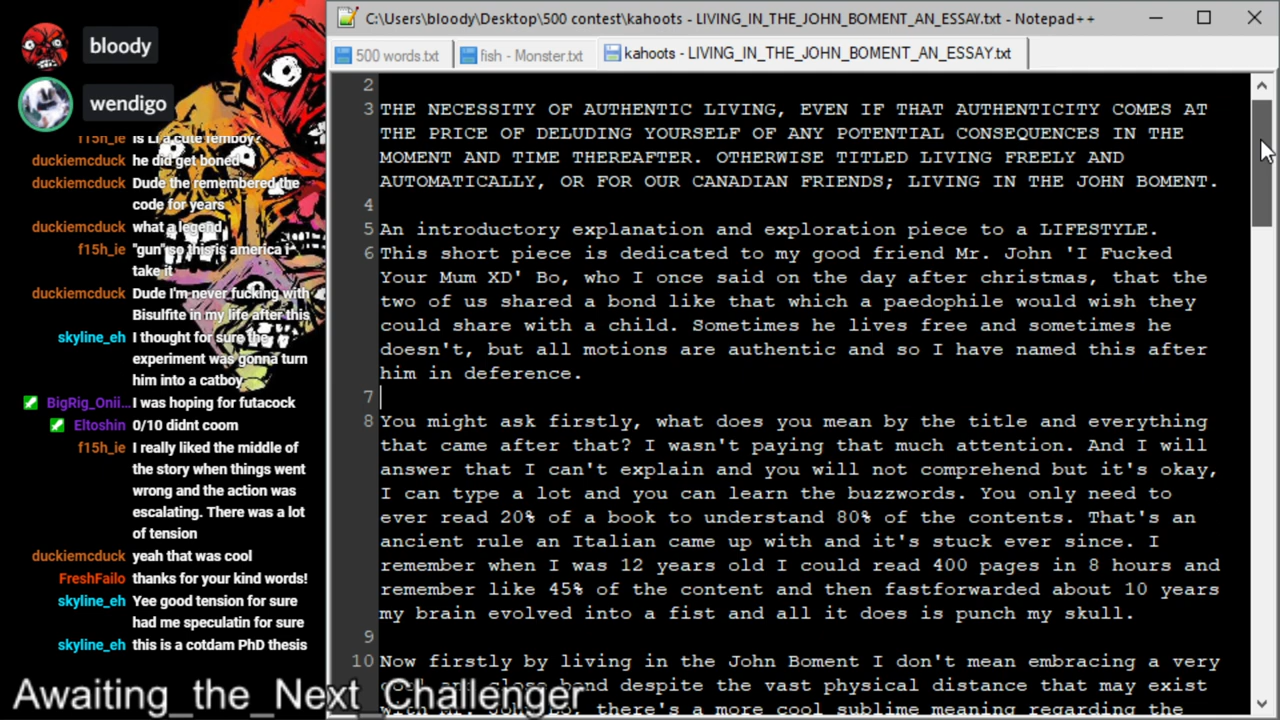 bloody
wendigo
f15h_ie is Li a cute femboy?
duckiemcduck he did get boned
duckiemcduck Dude the remembered the
code for years
duckiemcduck what a legend
f15h_ie "gun" so this is america i
take it
duckiemcduck Dude I'm never fucking with
Bisulfite in my life after this
skyline_eh I thought for sure the
experiment was gonna turn
him into a catboy
BigRig_Onii... I was hoping for futacock
Eltoshin 0/10 didnt coom
f15h_ie I really liked the middle of
the story when things went
wrong and the action was
escalating. There was a lot
of tension
duckiemcduck yeah that was cool
FreshFailo thanks for your kind words!
skyline_eh Yee good tension for sure
had me speculatin for sure
skyline_eh this is a cotdam PhD thesis
Awaiting_the_Next_Challenger
C:\Users\bloody\Desktop\500 contest\kahoots - LIVING_IN_THE_JOHN_BOMENT_AN_ESSAY.txt - Notepad++
500 words.txt
fish - Monster.txt
kahoots - LIVING_IN_THE_JOHN_BOMENT_AN_ESSAY.txt
2
3 THE NECESSITY OF AUTHENTIC LIVING, EVEN IF THAT AUTHENTICITY COMES AT
THE PRICE OF DELUDING YOURSELF OF ANY POTENTIAL CONSEQUENCES IN THE
MOMENT AND TIME THEREAFTER. OTHERWISE TITLED LIVING FREELY AND
AUTOMATICALLY, OR FOR OUR CANADIAN FRIENDS; LIVING IN THE JOHN BOMENT.
4
5 An introductory explanation and exploration piece to a LIFESTYLE.
6 This short piece is dedicated to my good friend Mr. John 'I Fucked
Your Mum XD' Bo, who I once said on the day after christmas, that the
two of us shared a bond like that which a paedophile would wish they
could share with a child. Sometimes he lives free and sometimes he
doesn't, but all motions are authentic and so I have named this after
him in deference.
7
8 You might ask firstly, what does you mean by the title and everything
that came after that? I wasn't paying that much attention. And I will
answer that I can't explain and you will not comprehend but it's okay,
I can type a lot and you can learn the buzzwords. You only need to
ever read 20% of a book to understand 80% of the contents. That's an
ancient rule an Italian came up with and it's stuck ever since. I
remember when I was 12 years old I could read 400 pages in 8 hours and
remember like 45% of the content and then fastforwarded about 10 years
my brain evolved into a fist and all it does is punch my skull.
9
10 Now firstly by living in the John Boment I don't mean embracing a very
close bond despite the vast physical distance that may exist
there's a more cool sublime meaning regarding the